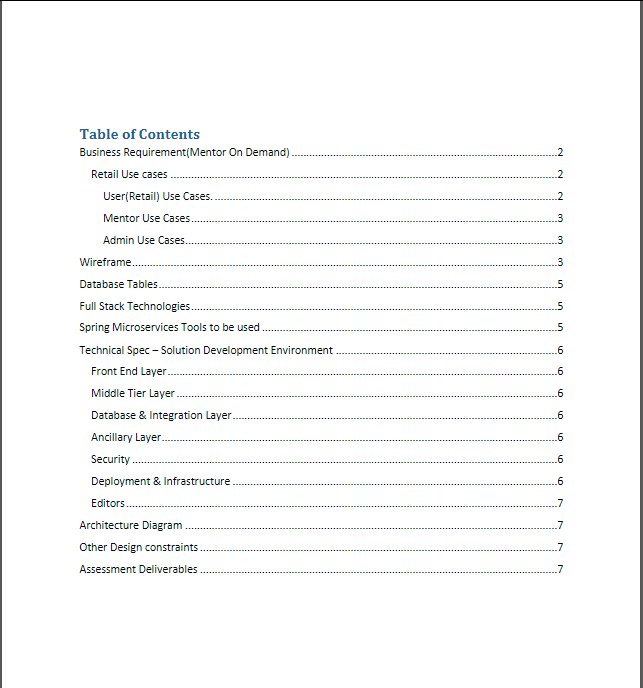 Table of Contents
Business Requirement(Mentor On Demand) ........................................................................................2
Retail Use cases ........................................................................................2
User(Retail) Use Cases. ........................................................................................2
Mentor Use Cases........................................................................................3
Admin Use Cases........................................................................................3
Wireframe........................................................................................3
Database Tables........................................................................................5
Full Stack Technologies........................................................................................5
Spring Microservices Tools to be used ........................................................................................5
Technical Spec – Solution Development Environment ........................................................................................6
Front End Layer........................................................................................6
Middle Tier Layer ........................................................................................6
Database & Integration Layer........................................................................................6
Ancillary Layer........................................................................................6
Security ........................................................................................6
Deployment & Infrastructure ........................................................................................6
Editors........................................................................................7
Architecture Diagram ........................................................................................7
Other Design constraints ........................................................................................7
Assessment Deliverables ........................................................................................7